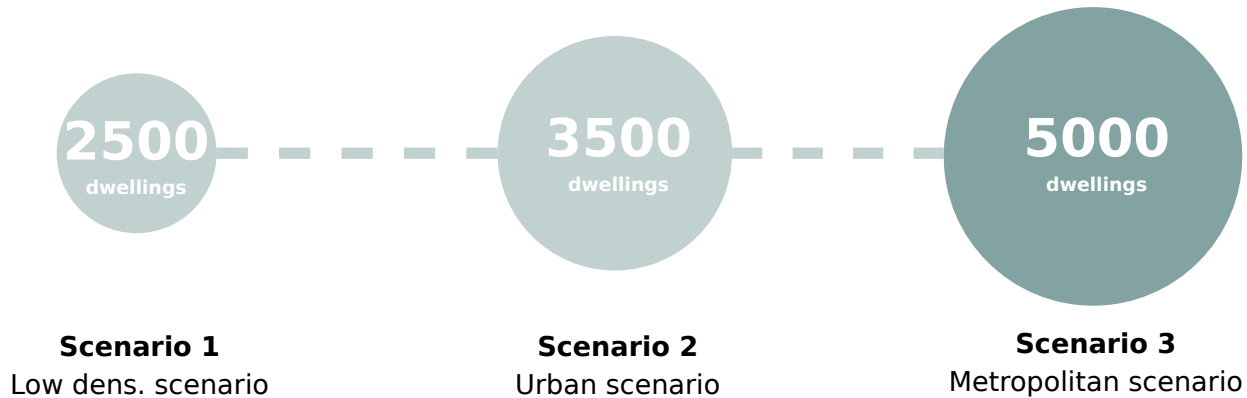 2500
dwellings
3500
dwellings
5000
dwellings
Scenario 1
Low dens. scenario
Scenario 2
Urban scenario
Scenario 3
Metropolitan scenario